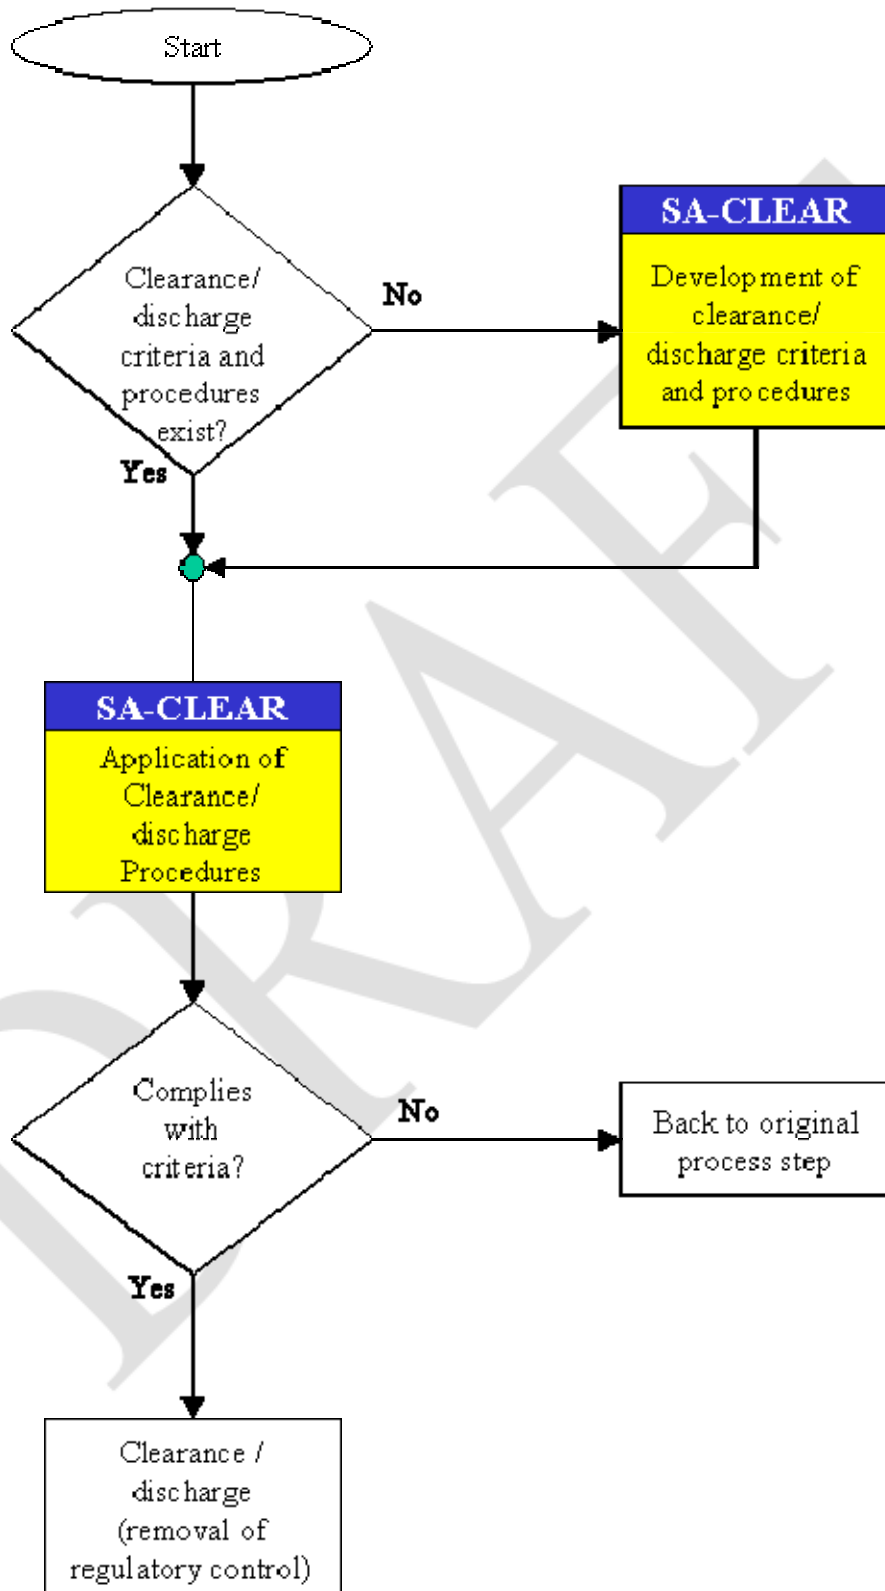 Start
Clearance/
discharge
criteria and
procedures
exist?
No
SA-CLEAR
Development of
clearance/
discharge criteria
and procedures
Yes
SA-CLEAR
Application of
Clearance/
discharge
Procedures
Complies
with
criteria?
No
Back to original
process step
Yes
Clearance /
discharge
(removal of
regulatory control)
DRAF